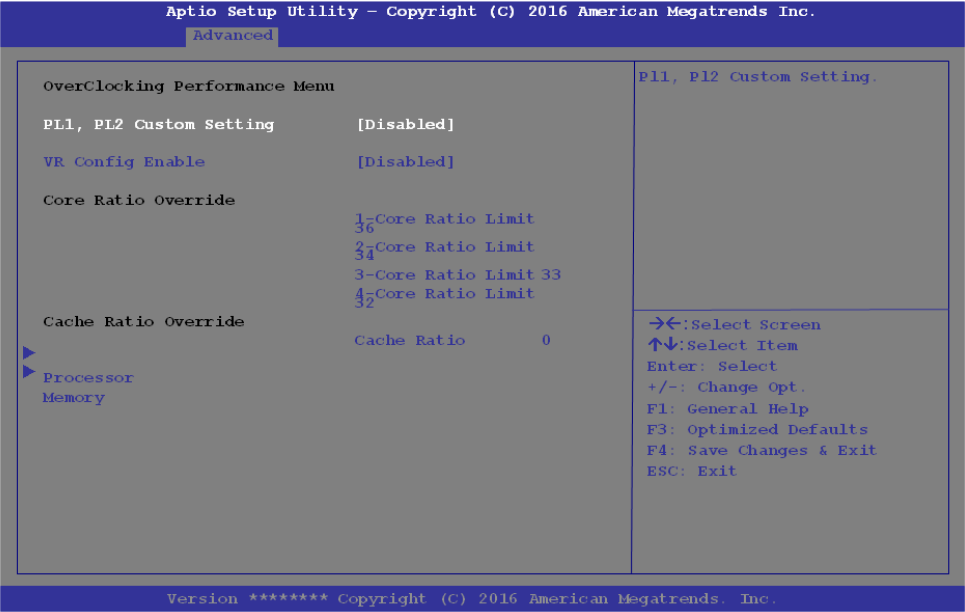 Aptio Setup Utility – Copyright (C) 2016 American Megatrends Inc.
Advanced
OverClocking Performance Menu
PL1, PL2 Custom Setting [Disabled]
VR Config Enable [Disabled]
Core Ratio Override
1-Core Ratio Limit
36
2-Core Ratio Limit
34
3-Core Ratio Limit 33
4-Core Ratio Limit
32
Cache Ratio Override
Cache Ratio 0
Processor
Memory
Pl1, Pl2 Custom Setting.
→←:Select Screen
↑↓:Select Item
Enter: Select
+/-: Change Opt.
F1: General Help
F3: Optimized Defaults
F4: Save Changes & Exit
ESC: Exit
Version ******** Copyright (C) 2016 American Megatrends. Inc.